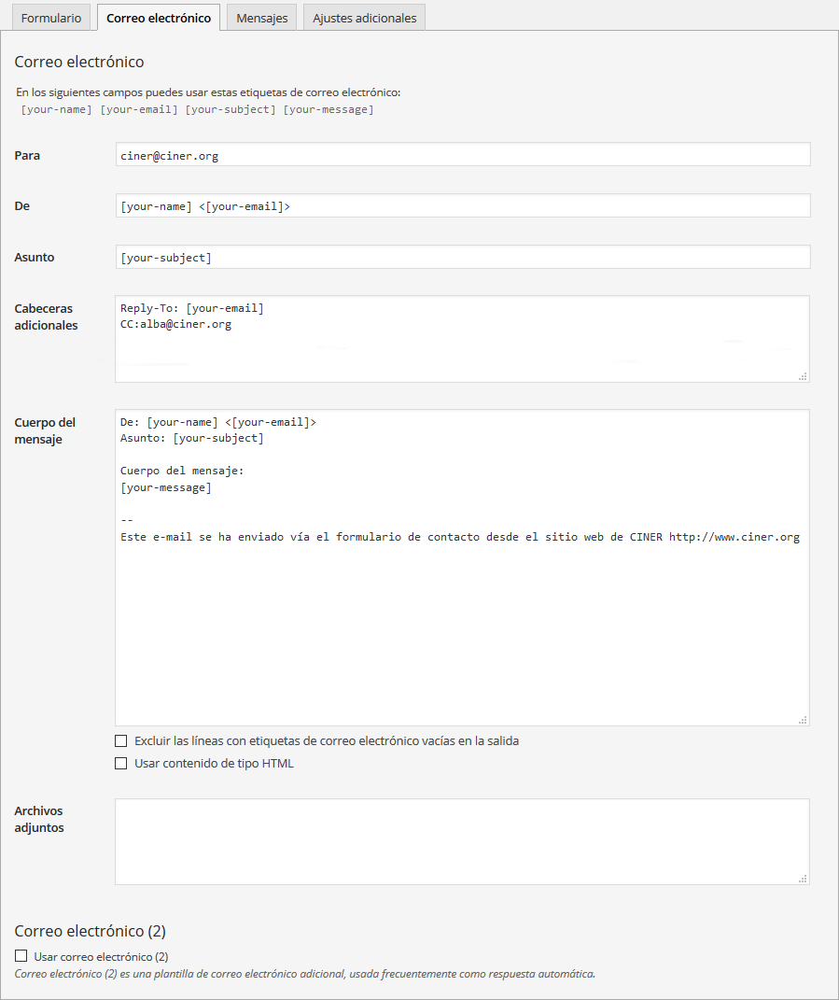 Formulario Correo electrónico Mensajes Ajustes adicionales
Correo electrónico
En los siguientes campos puedes usar estas etiquetas de correo electrónico:
[your-name] [your-email] [your-subject] [your-message]
Para ciner@ciner.org
De [your-name] <[your-email]>
Asunto [your-subject]
Cabeceras adicionales
Reply-To: [your-email]
CC:alba@ciner.org
Cuerpo del mensaje
De: [your-name] <[your-email]>
Asunto: [your-subject]
Cuerpo del mensaje:
[your-message]
--
Este e-mail se ha enviado vía el formulario de contacto desde el sitio web de CINER http://www.ciner.org
Excluir las líneas con etiquetas de correo electrónico vacías en la salida
Usar contenido de tipo HTML
Archivos adjuntos
Correo electrónico (2)
Usar correo electrónico (2)
Correo electrónico (2) es una plantilla de correo electrónico adicional, usada frecuentemente como respuesta automática.